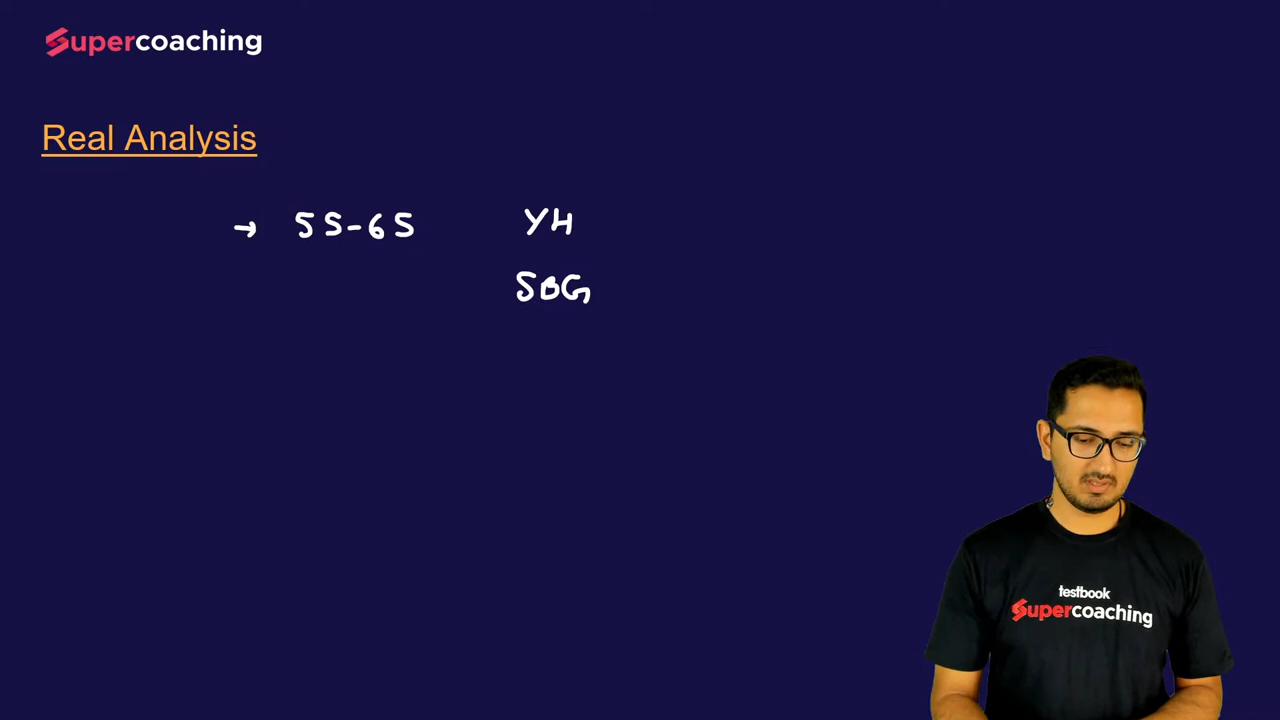 Supercoaching
Real Analysis
→ 55-65 YH
SBG
testbook
Supercoaching